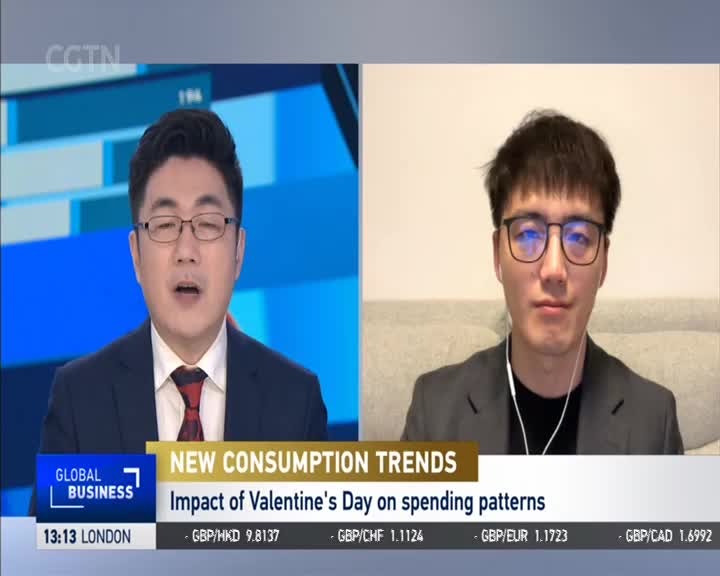 CGTN
196
NEW CONSUMPTION TRENDS
GLOBAL
BUSINESS
Impact of Valentine's Day on spending patterns
13:13 LONDON
- GBP/HKD 9.8137 - GBP/CHF 1.1124 - GBP/EUR 1.1723 - GBP/CAD 1.6992